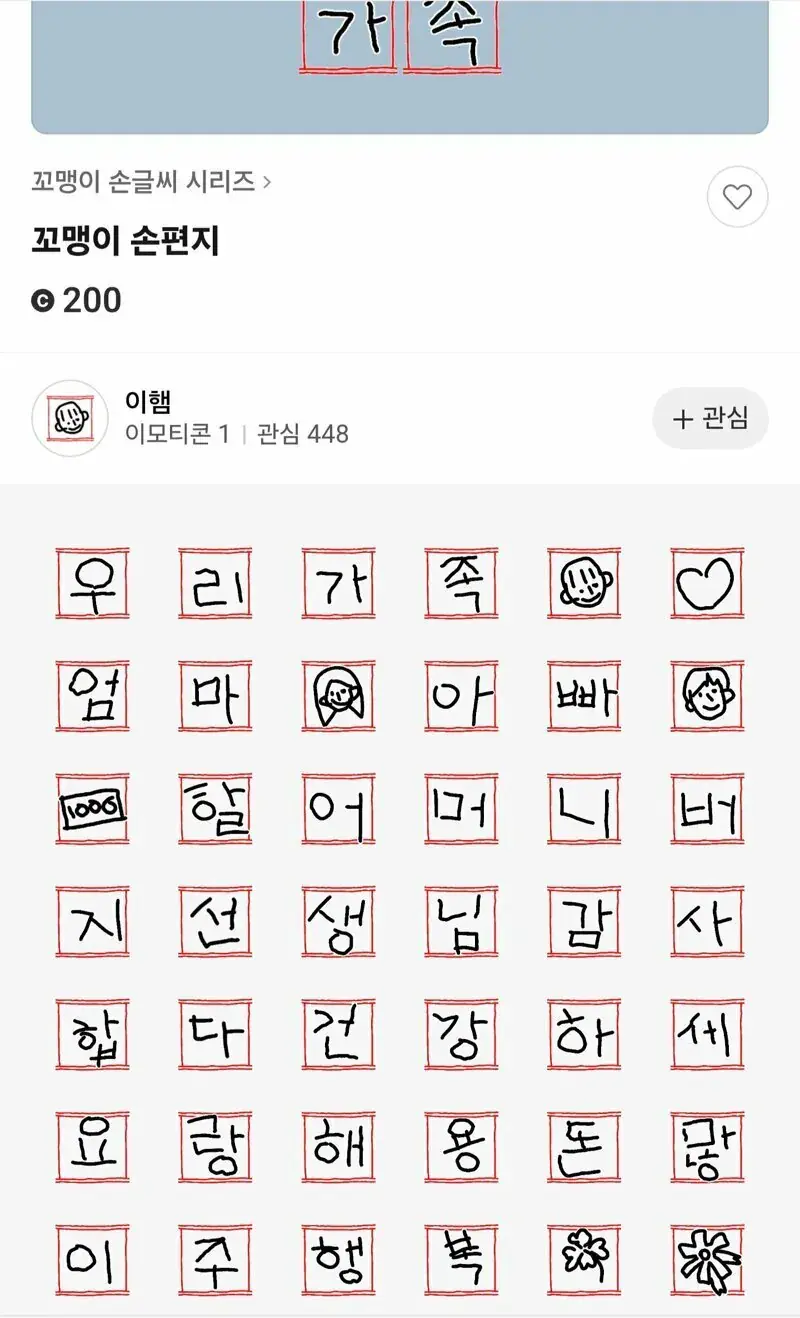 가 족
꼬맹이 손글씨 시리즈 >
꼬맹이 손편지
C 200
이햄
이모티콘 1 | 관심 448
+ 관심
우 리 가 족
엄 마 아 빠
1000 할 어 머 니 버
지 선 생 님 감 사
합 다 건 강 하 세
요 랑 해 용 돈 많
이 주 행 복